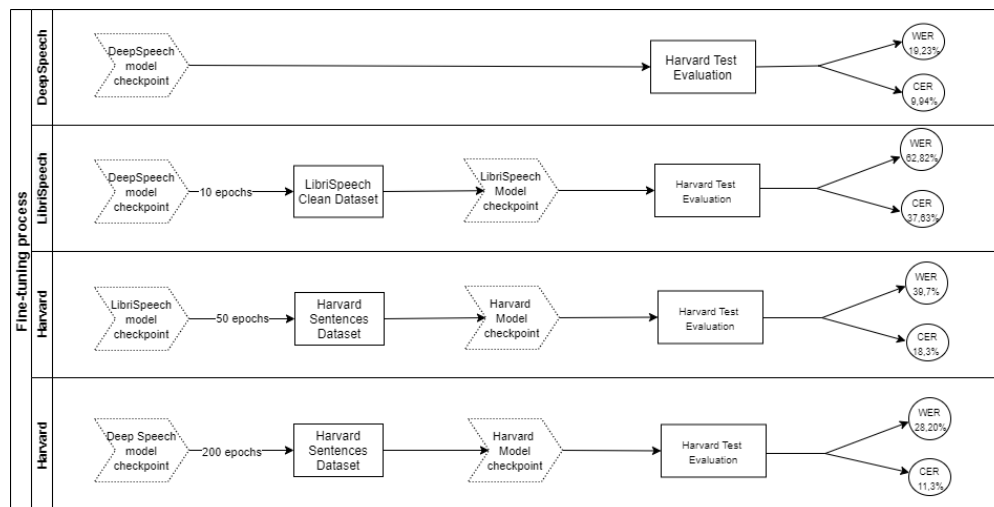 Fine-tuning process
DeepSpeech
DeepSpeech
model
checkpoint
Harvard Test
Evaluation
WER
19,23%
CER
9,94%
LibriSpeech
DeepSpeech
model
checkpoint
10 epochs
LibriSpeech
Clean Dataset
LibriSpeech
Model
checkpoint
Harvard Test
Evaluation
WER
62,82%
CER
37,63%
Harvard
LibriSpeech
model
checkpoint
50 epochs
Harvard
Sentences
Dataset
Harvard
Model
checkpoint
Harvard Test
Evaluation
WER
39,7%
CER
18,3%
Harvard
Deep Speech
model
checkpoint
200 epochs
Harvard
Sentences
Dataset
Harvard
Model
checkpoint
Harvard Test
Evaluation
WER
28,20%
CER
11,3%